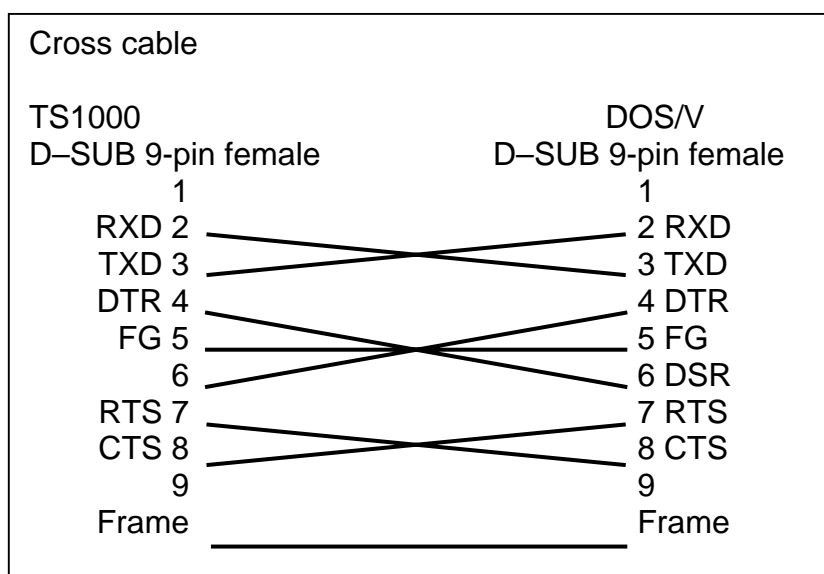 Cross cable
TS1000 DOS/V
D–SUB 9-pin female D–SUB 9-pin female
1 1
RXD 2 2 RXD
TXD 3 3 TXD
DTR 4 4 DTR
FG 5 5 FG
6 6 DSR
RTS 7 7 RTS
CTS 8 8 CTS
9 9
Frame Frame